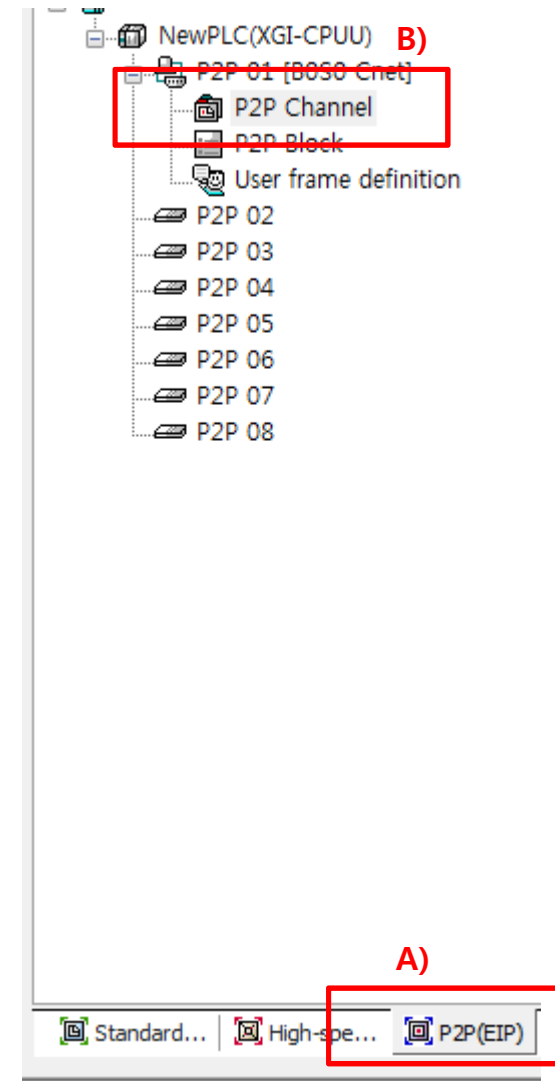 NewPLC(XGI-CPUU)
B)
P2P 01 [B0S0 Cnet]
P2P Channel
P2P Block
User frame definition
P2P 02
P2P 03
P2P 04
P2P 05
P2P 06
P2P 07
P2P 08
A)
Standard... High-spe... P2P(EIP)